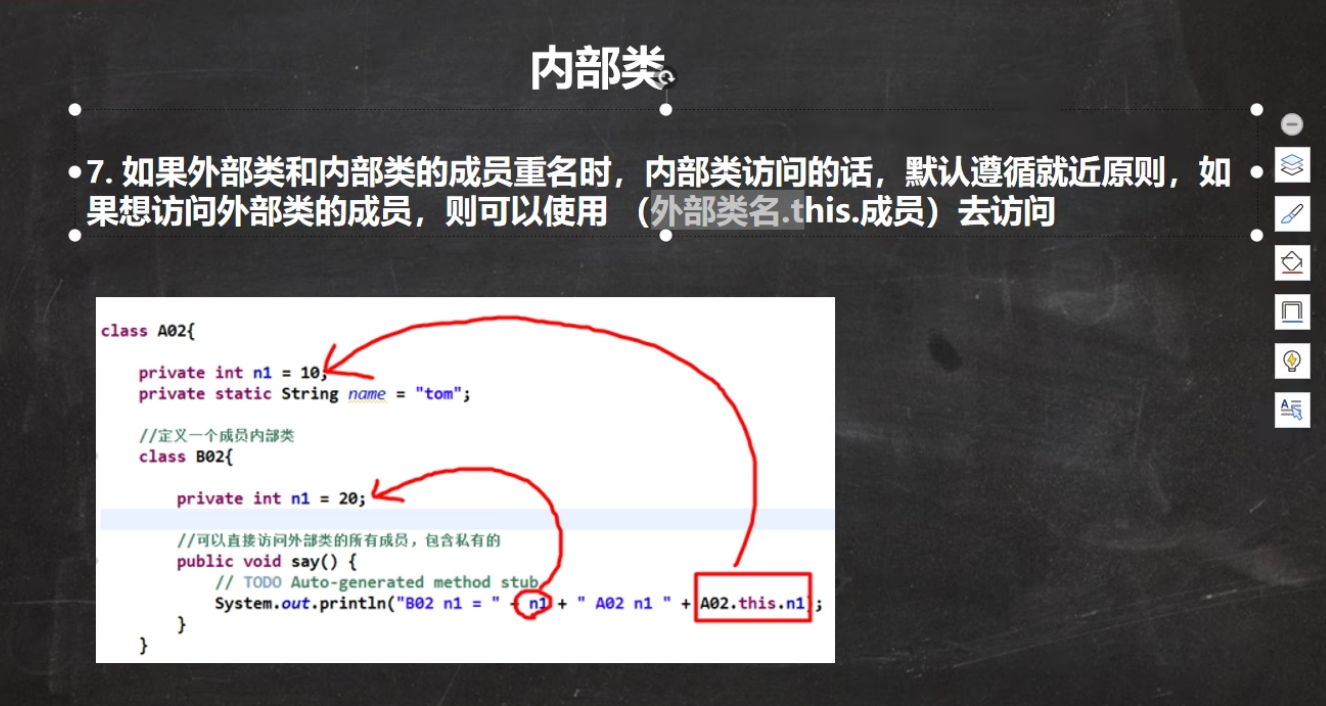 内部类
7. 如果外部类和内部类的成员重名时，内部类访问的话，默认遵循就近原则，如
果想访问外部类的成员，则可以使用 （外部类名.this.成员）去访问
class A02{
private int n1 = 10;
private static String name = "tom";
//定义一个成员内部类
class B02{
private int n1 = 20;
//可以直接访问外部类的所有成员，包含私有的
public void say() {
// TODO Auto-generated method stub
System.out.println("B02 n1 = " + n1 + " A02 n1 " + A02.this.n1);
}
}